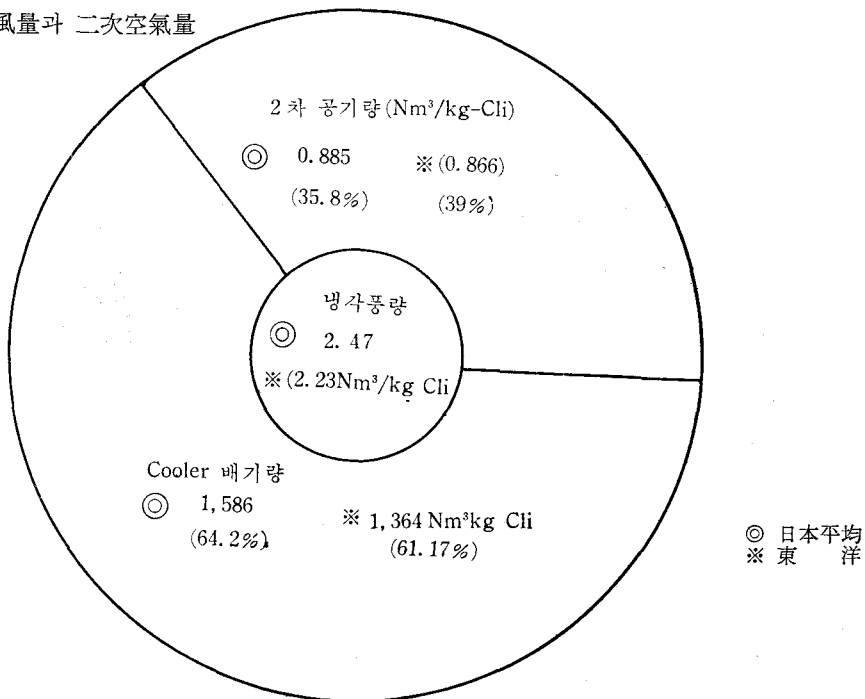 風量과 二次空氣量
2차 공기량(Nm³/kg-Cli)
◎ 0.885 ※(0.866)
(35.8%) (39%)
냉각풍량
◎ 2.47
※(2.23Nm³/kg Cli
Cooler 배기량
◎ 1,586 ※ 1,364 Nm³kg Cli
(64.2%) (61.17%)
◎ 日本平均
※ 東 洋